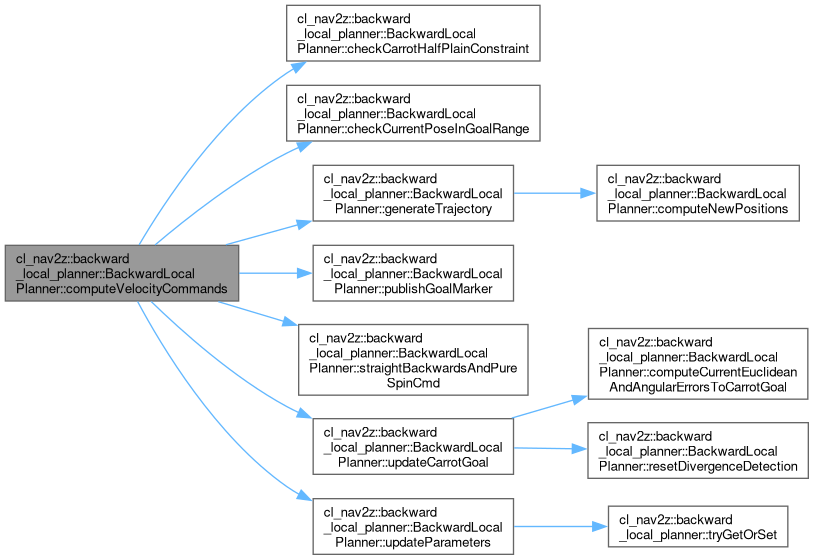 cl_nav2z::backward
_local_planner::BackwardLocal
Planner::checkCarrotHalfPlainConstraint
cl_nav2z::backward
_local_planner::BackwardLocal
Planner::checkCurrentPoseInGoalRange
cl_nav2z::backward
_local_planner::BackwardLocal
Planner::generateTrajectory
cl_nav2z::backward
_local_planner::BackwardLocal
Planner::computeNewPositions
cl_nav2z::backward
_local_planner::BackwardLocal
Planner::computeVelocityCommands
cl_nav2z::backward
_local_planner::BackwardLocal
Planner::publishGoalMarker
cl_nav2z::backward
_local_planner::BackwardLocal
Planner::straightBackwardsAndPure
SpinCmd
cl_nav2z::backward
_local_planner::BackwardLocal
Planner::computeCurrentEuclidean
AndAngularErrorsToCarrotGoal
cl_nav2z::backward
_local_planner::BackwardLocal
Planner::updateCarrotGoal
cl_nav2z::backward
_local_planner::BackwardLocal
Planner::resetDivergenceDetection
cl_nav2z::backward
_local_planner::BackwardLocal
Planner::updateParameters
cl_nav2z::backward
_local_planner::tryGetOrSet